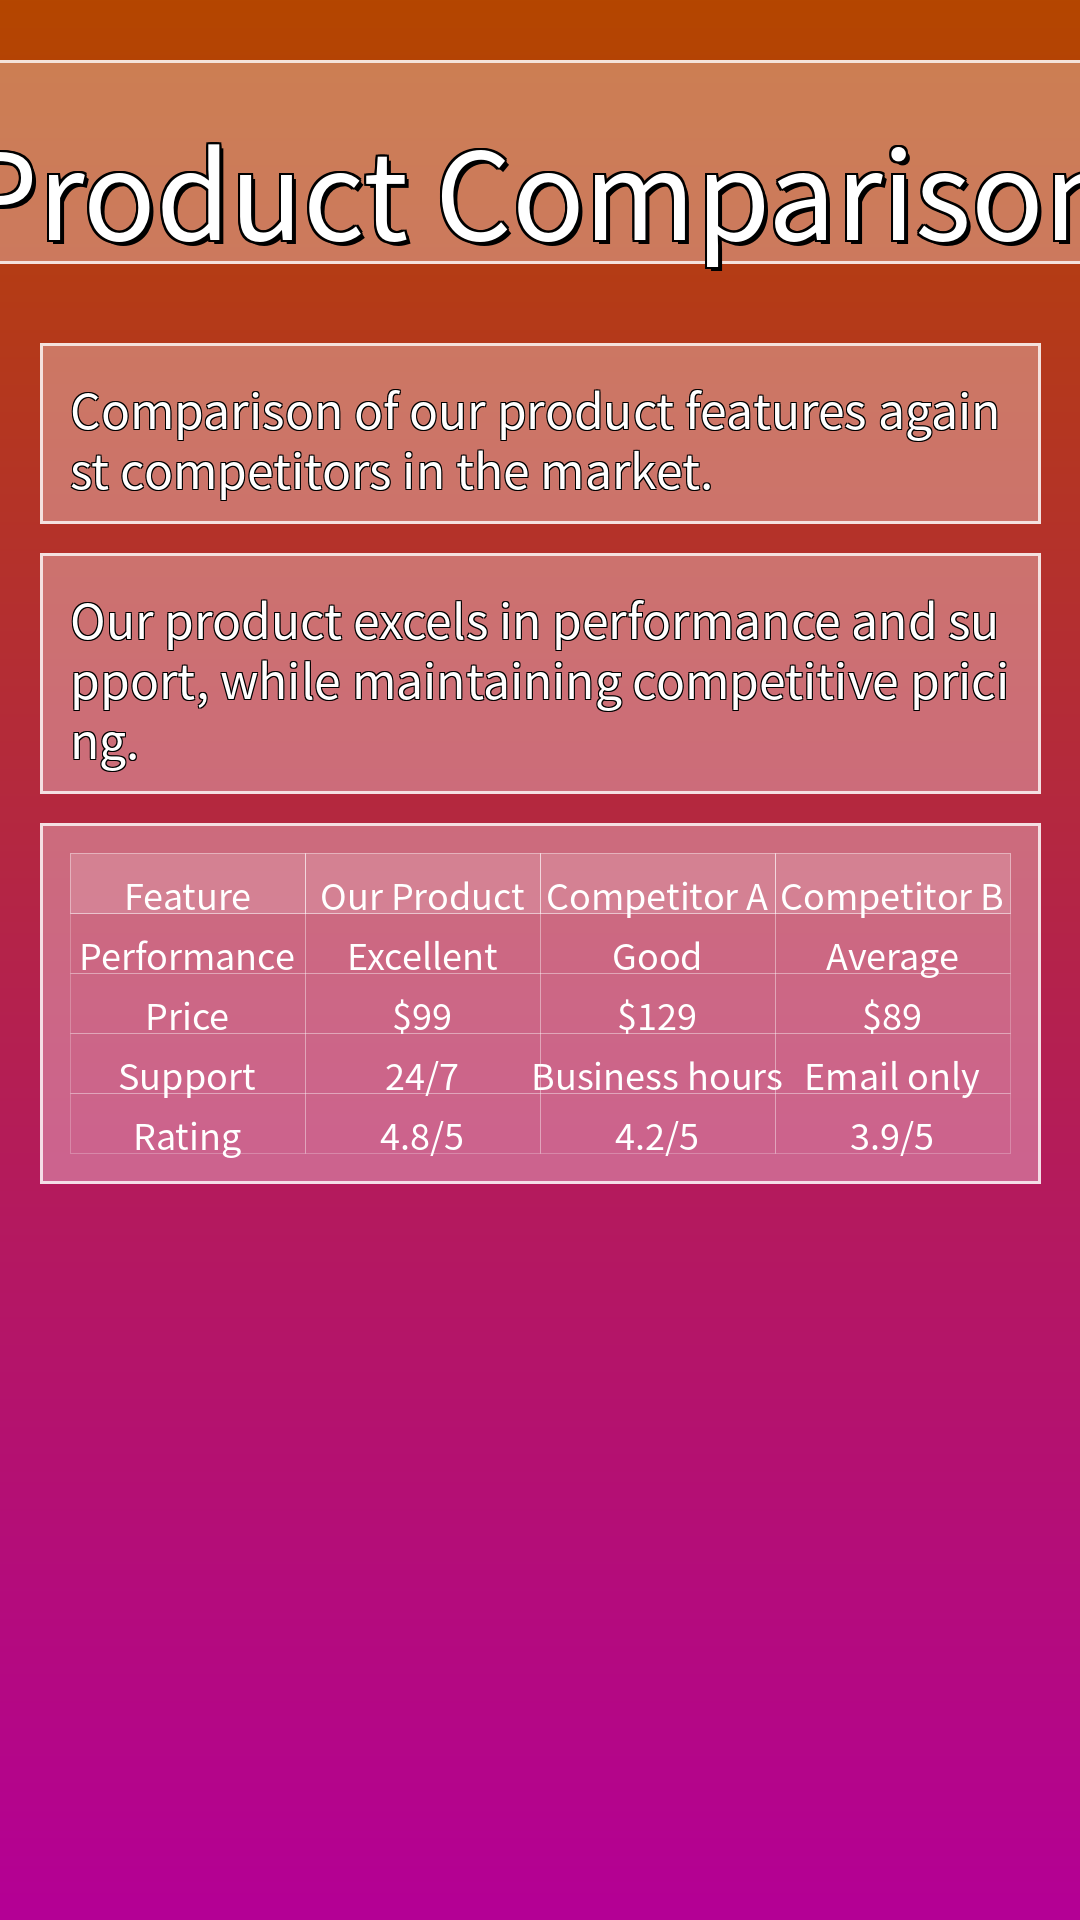 Product Comparison
Comparison of our product features again
st competitors in the market.
Our product excels in performance and su
pport, while maintaining competitive prici
ng.
Feature Our Product Competitor A Competitor B
Performance Excellent Good Average
Price $99 $129 $89
Support 24/7 Business hours Email only
Rating 4.8/5 4.2/5 3.9/5